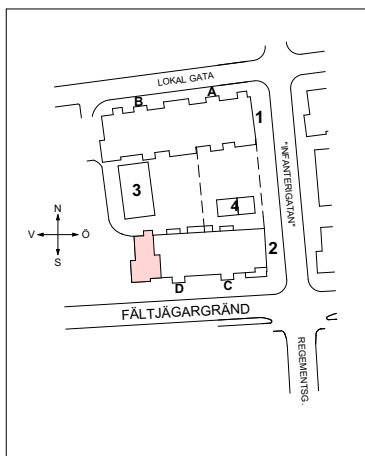 LOKAL GATA
B
A
1
"INFANTERIGATAN"
3
4
N
V
Ö
S
2
D
C
FÄLTJÄGARGRÄND
REGEMENTSG.